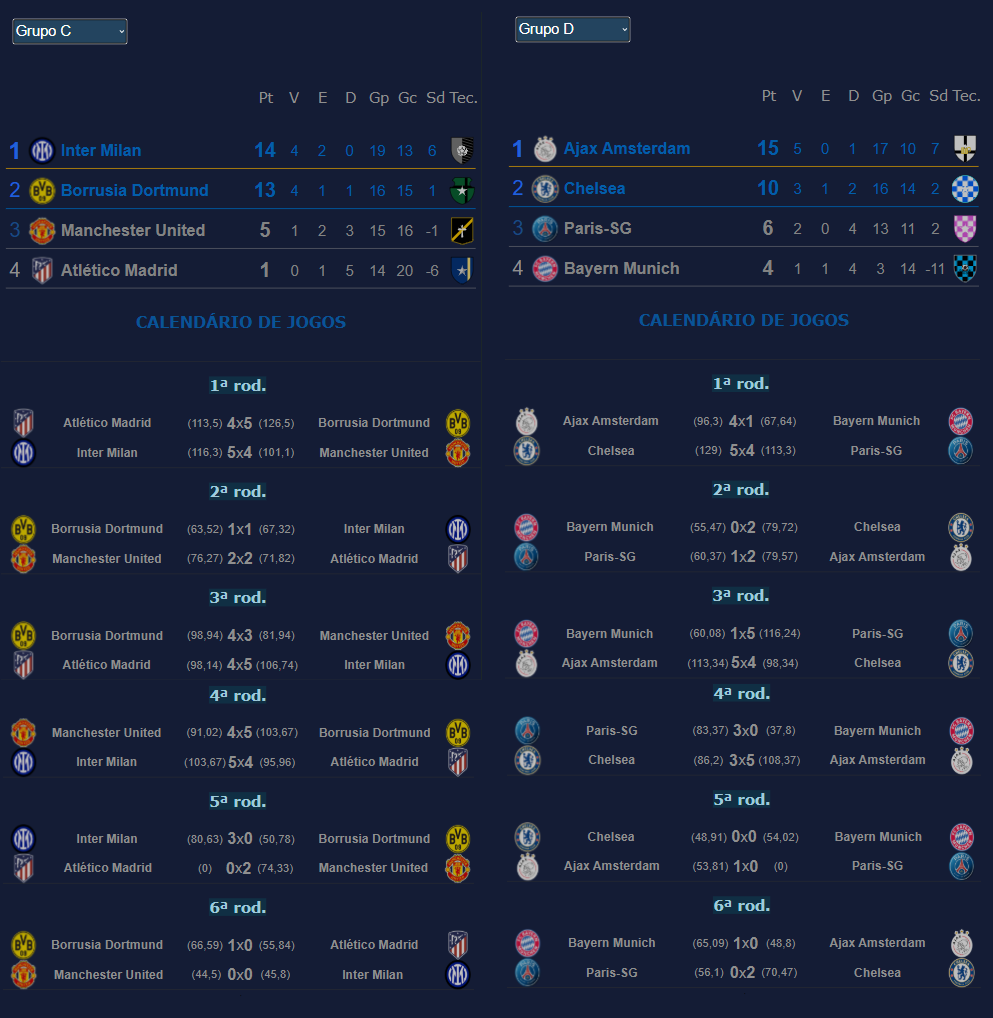 Grupo C
Pt V E D Gp Gc Sd Tec.
1 Inter Milan 14 4 2 0 19 13 6
2 Borrusia Dortmund 13 4 1 1 16 15 1
3 Manchester United 5 1 2 3 15 16 -1
4 Atlético Madrid 1 0 1 5 14 20 -6
CALENDÁRIO DE JOGOS
1ª rod.
Atlético Madrid (113,5) 4x5 (126,5) Borrusia Dortmund
Inter Milan (116,3) 5x4 (101,1) Manchester United
2ª rod.
Borrusia Dortmund (63,52) 1x1 (67,32) Inter Milan
Manchester United (76,27) 2x2 (71,82) Atlético Madrid
3ª rod.
Borrusia Dortmund (98,94) 4x3 (81,94) Manchester United
Atlético Madrid (98,14) 4x5 (106,74) Inter Milan
4ª rod.
Manchester United (91,02) 4x5 (103,67) Borrusia Dortmund
Inter Milan (103,67) 5x4 (95,96) Atlético Madrid
5ª rod.
Inter Milan (80,63) 3x0 (50,78) Borrusia Dortmund
Atlético Madrid (0) 0x2 (74,33) Manchester United
6ª rod.
Borrusia Dortmund (66,59) 1x0 (55,84) Atlético Madrid
Manchester United (44,5) 0x0 (45,8) Inter Milan
Grupo D
Pt V E D Gp Gc Sd Tec.
1 Ajax Amsterdam 15 5 0 1 17 10 7
2 Chelsea 10 3 1 2 16 14 2
3 Paris-SG 6 2 0 4 13 11 2
4 Bayern Munich 4 1 1 4 3 14 -11
CALENDÁRIO DE JOGOS
1ª rod.
Ajax Amsterdam (96,3) 4x1 (67,64) Bayern Munich
Chelsea (129) 5x4 (113,3) Paris-SG
2ª rod.
Bayern Munich (55,47) 0x2 (79,72) Chelsea
Paris-SG (60,37) 1x2 (79,57) Ajax Amsterdam
3ª rod.
Bayern Munich (60,08) 1x5 (116,24) Paris-SG
Ajax Amsterdam (113,34) 5x4 (98,34) Chelsea
4ª rod.
Paris-SG (83,37) 3x0 (37,8) Bayern Munich
Chelsea (86,2) 3x5 (108,37) Ajax Amsterdam
5ª rod.
Chelsea (48,91) 0x0 (54,02) Bayern Munich
Ajax Amsterdam (53,81) 1x0 (0) Paris-SG
6ª rod.
Bayern Munich (65,09) 1x0 (48,8) Ajax Amsterdam
Paris-SG (56,1) 0x2 (70,47) Chelsea